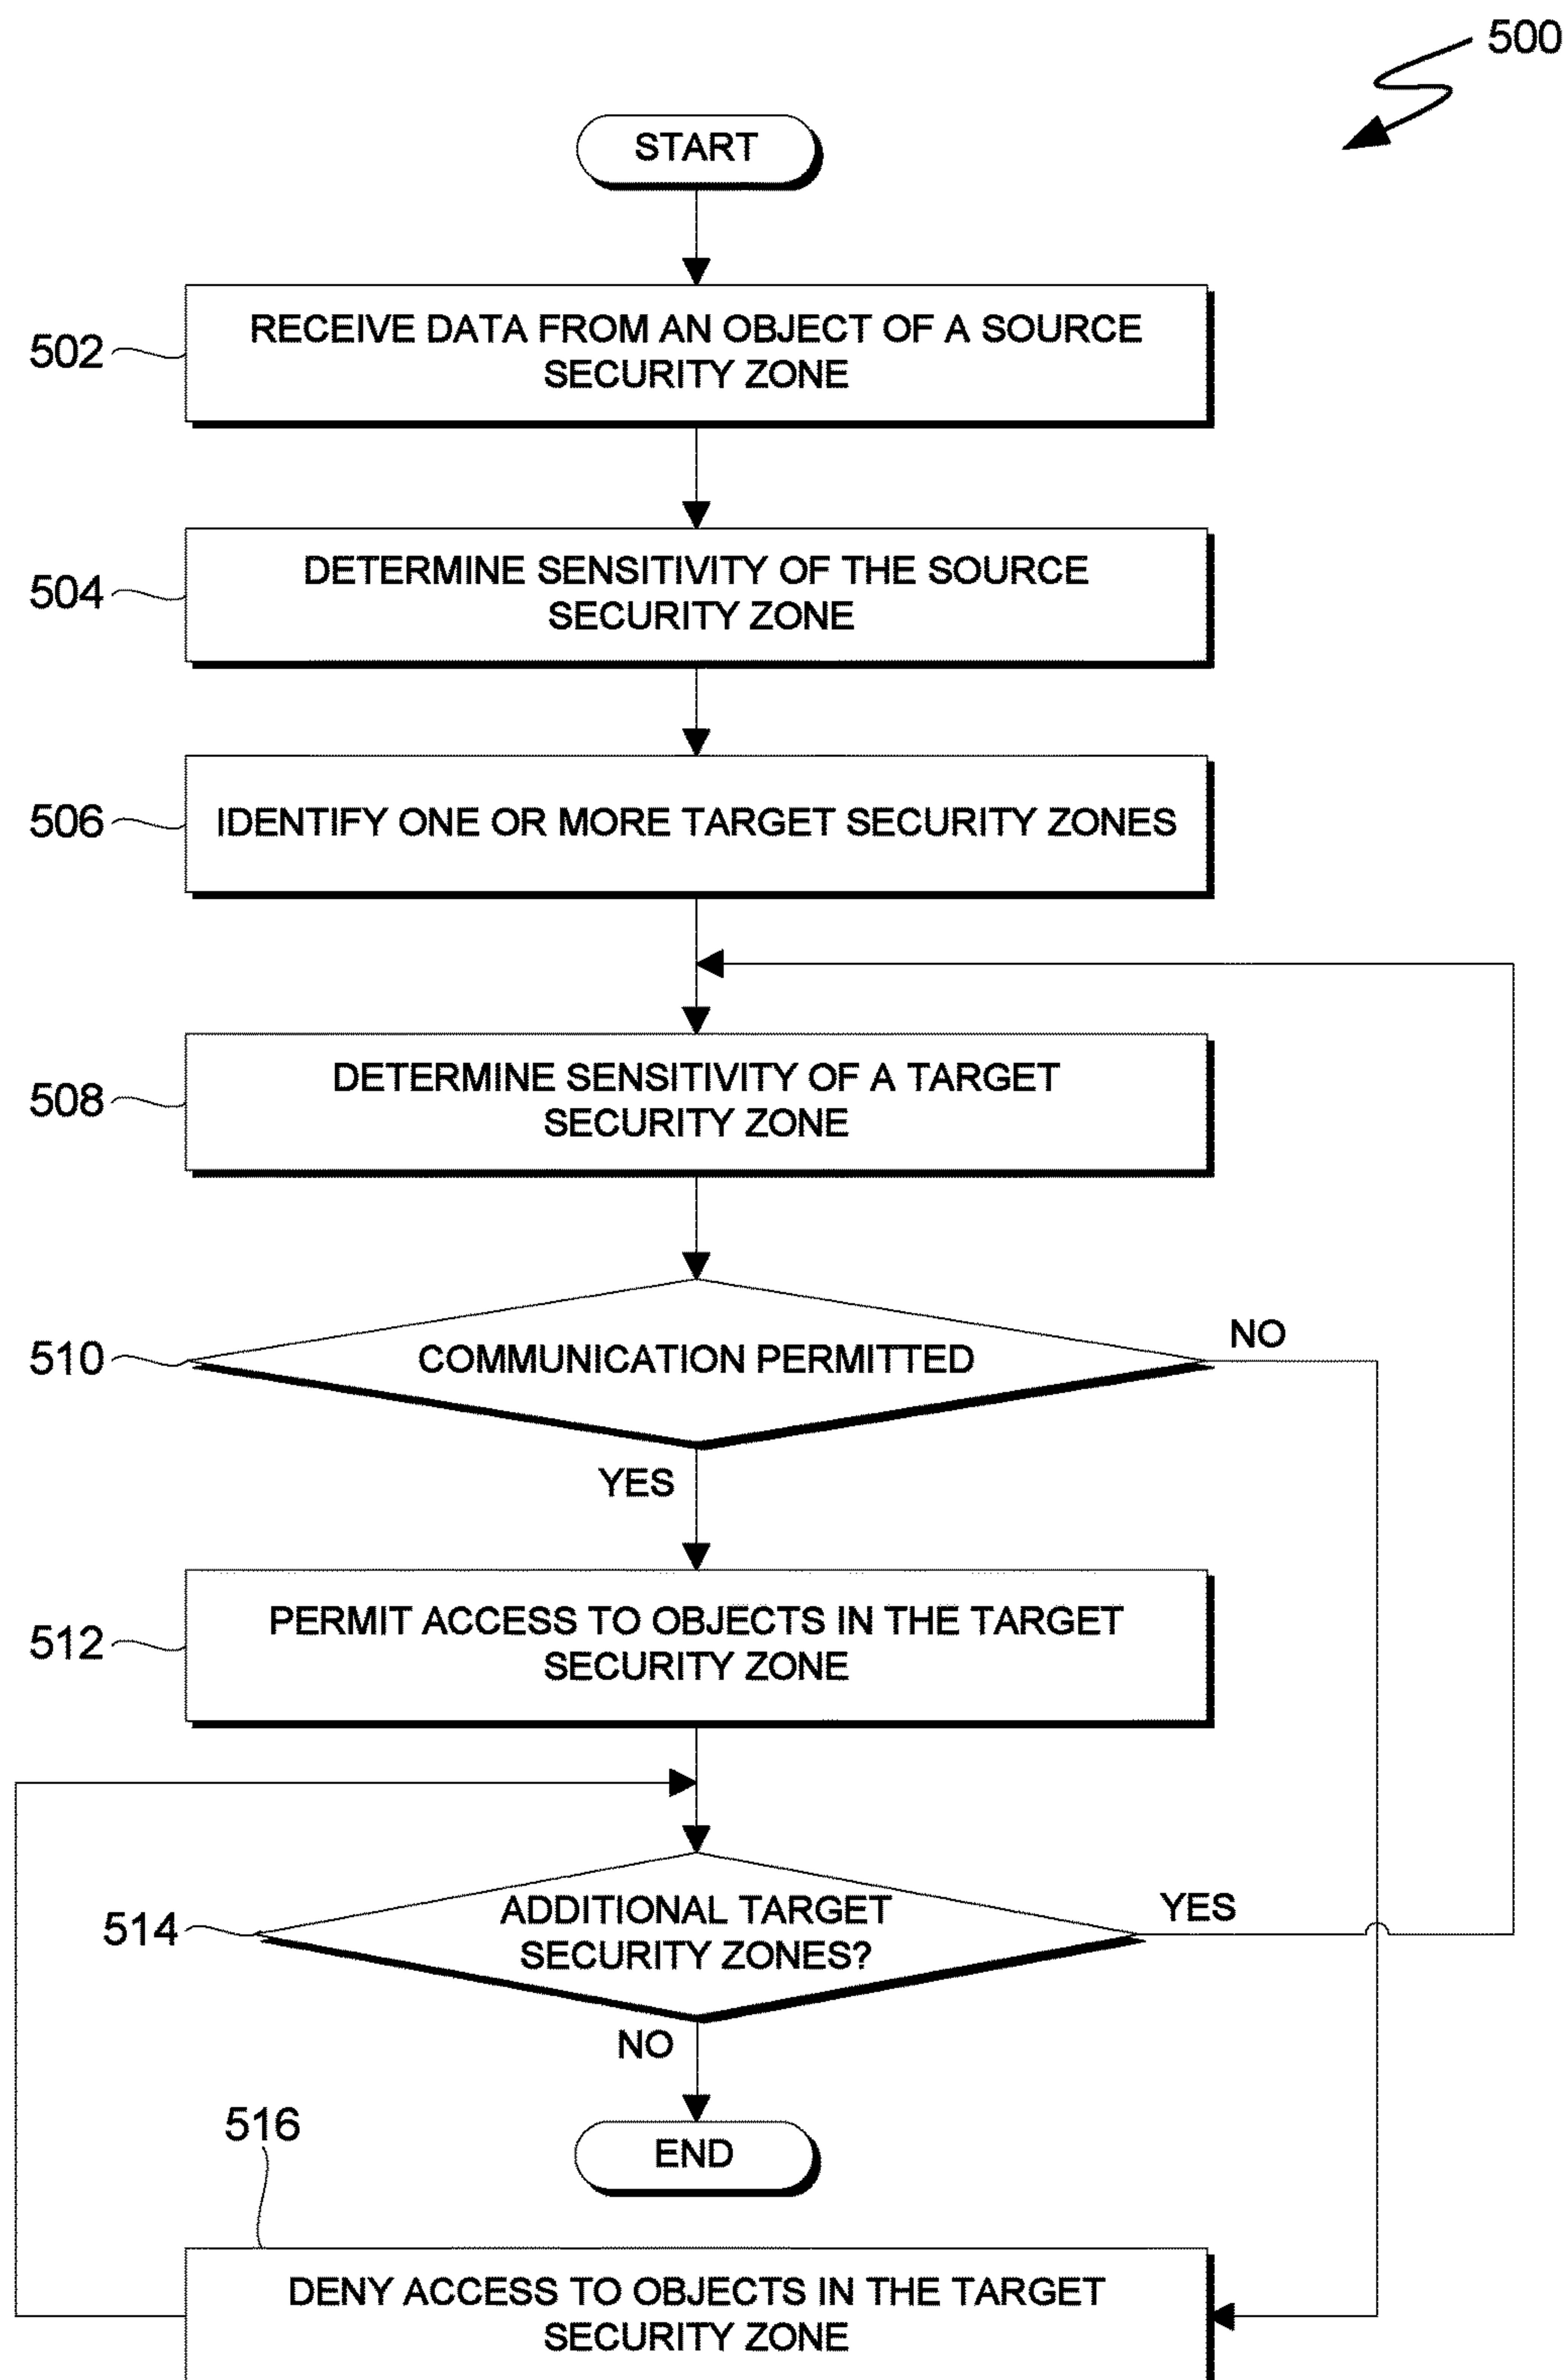 500
START
502
RECEIVE DATA FROM AN OBJECT OF A SOURCE
SECURITY ZONE
504
DETERMINE SENSITIVITY OF THE SOURCE
SECURITY ZONE
506
IDENTIFY ONE OR MORE TARGET SECURITY ZONES
508
DETERMINE SENSITIVITY OF A TARGET
SECURITY ZONE
510
COMMUNICATION PERMITTED
NO
YES
512
PERMIT ACCESS TO OBJECTS IN THE TARGET
SECURITY ZONE
514
ADDITIONAL TARGET
SECURITY ZONES?
YES
NO
END
516
DENY ACCESS TO OBJECTS IN THE TARGET
SECURITY ZONE